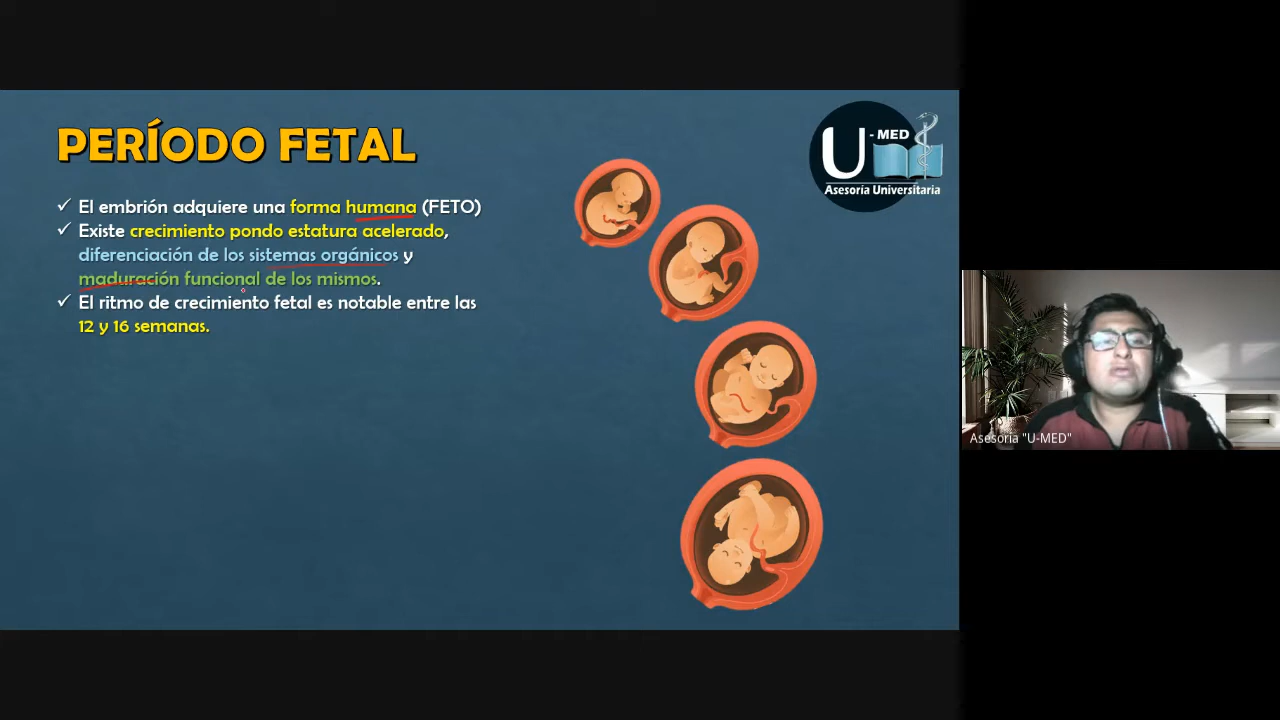 PERÍODO FETAL
U-MED
Asesoría Universitaria
✓ El embrión adquiere una forma humana (FETO)
✓ Existe crecimiento pondo estatura acelerado,
diferenciación de los sistemas orgánicos y
maduración funcional de los mismos.
✓ El ritmo de crecimiento fetal es notable entre las
12 y 16 semanas.
Asesoria "U-MED"